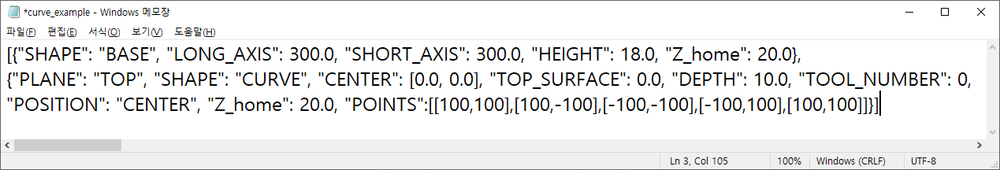 *curve_example - Windows 메모장
파일(F) 편집(E) 서식(O) 보기(V) 도움말(H)
[{"SHAPE": "BASE", "LONG_AXIS": 300.0, "SHORT_AXIS": 300.0, "HEIGHT": 18.0, "Z_home": 20.0},
{"PLANE": "TOP", "SHAPE": "CURVE", "CENTER": [0.0, 0.0], "TOP_SURFACE": 0.0, "DEPTH": 10.0, "TOOL_NUMBER": 0,
"POSITION": "CENTER", "Z_home": 20.0, "POINTS":[[100,100],[100,-100],[-100,-100],[-100,100],[100,100]]}]
Ln 3, Col 105 100% Windows (CRLF) UTF-8